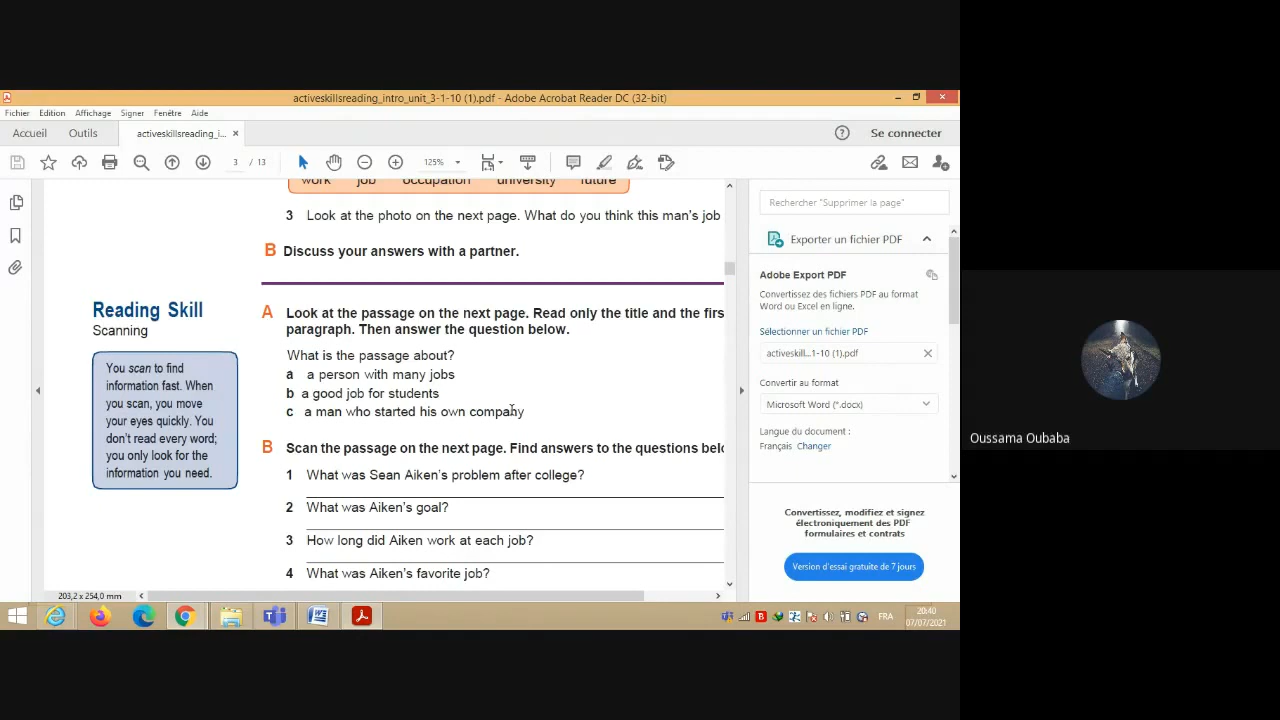 activeskillsreading_intro_unit_3-1-10 (1).pdf - Adobe Acrobat Reader DC (32-bit)
Fichier Edition Affichage Signer Fenêtre Aide
Accueil Outils activeskillsreading_i... × Se connecter
3 / 13 125%
work job occupation university future
3 Look at the photo on the next page. What do you think this man's job
B Discuss your answers with a partner.
Reading Skill
Scanning
You scan to find
information fast. When
you scan, you move
your eyes quickly. You
don't read every word;
you only look for the
information you need.
A Look at the passage on the next page. Read only the title and the firs
paragraph. Then answer the question below.
What is the passage about?
a a person with many jobs
b a good job for students
c a man who started his own company
B Scan the passage on the next page. Find answers to the questions belo
1 What was Sean Aiken's problem after college?
2 What was Aiken's goal?
3 How long did Aiken work at each job?
4 What was Aiken's favorite job?
203,2 x 254,0 mm
Rechercher "Supprimer la page"
Exporter un fichier PDF
Adobe Export PDF
Convertissez des fichiers PDF au format
Word ou Excel en ligne.
Sélectionner un fichier PDF
activeskill...1-10 (1).pdf
Convertir au format
Microsoft Word (*.docx)
Langue du document :
Français Changer
Convertissez, modifiez et signez
électroniquement des PDF
formulaires et contrats
Version d'essai gratuite de 7 jours
FRA
20:40
07/07/2021
Oussama Oubaba